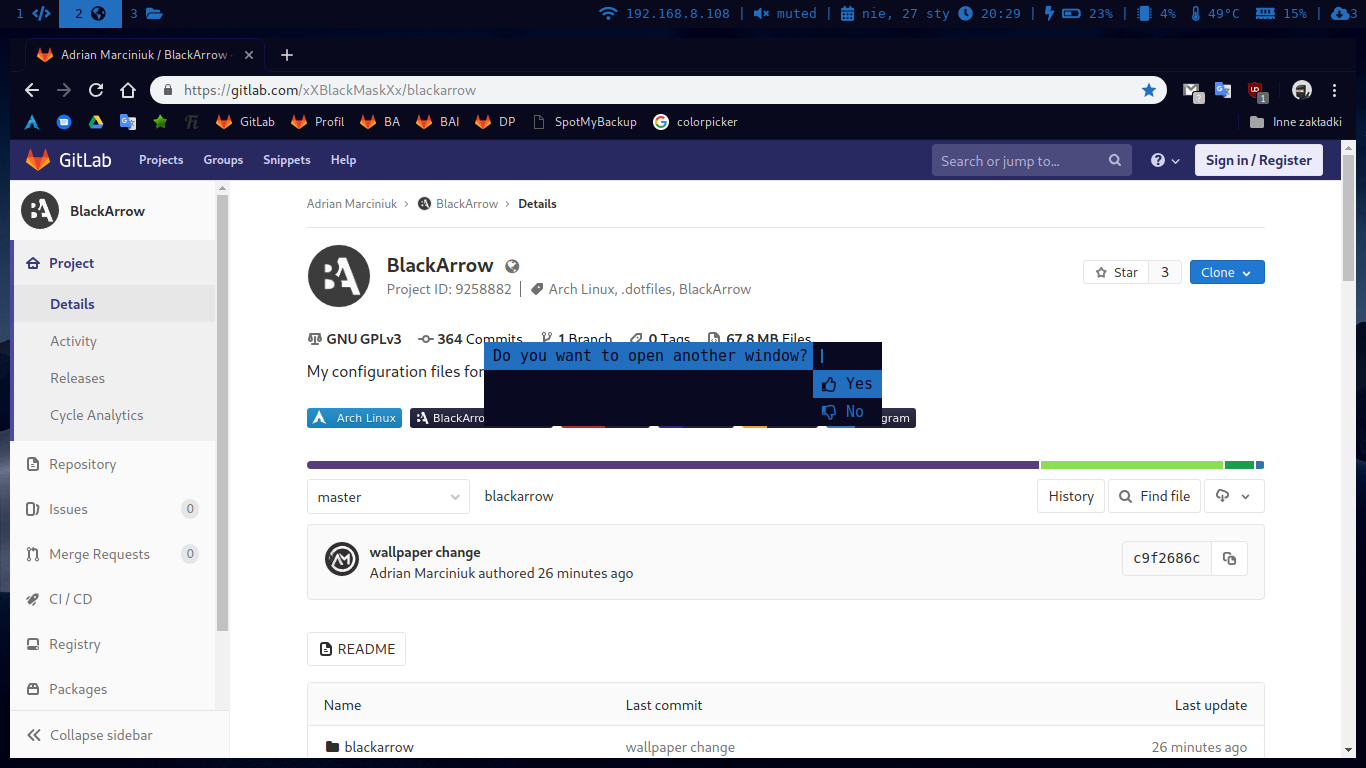 1 2 3 192.168.8.108 | muted | nie, 27 sty 20:29 | 23% | 4% 49°C 15% | 3
Adrian Marciniuk / BlackArrow
https://gitlab.com/xXBlackMaskXx/blackarrow
GitLab Profil BA BAI DP SpotMyBackup colorpicker Inne zakładki
GitLab Projects Groups Snippets Help Search or jump to... Sign in / Register
BlackArrow
Project
Details
Activity
Releases
Cycle Analytics
Repository
Issues 0
Merge Requests 0
CI / CD
Registry
Packages
Collapse sidebar
Adrian Marciniuk > BlackArrow > Details
BlackArrow
Project ID: 9258882 | Arch Linux, .dotfiles, BlackArrow
Star 3 Clone
GNU GPLv3 364 Commits 1 Branch 0 Tags 67.8 MB Files
Do you want to open another window?
Yes
No
My configuration files for
Arch Linux BlackArro gram
master blackarrow History Find file
wallpaper change
Adrian Marciniuk authored 26 minutes ago
c9f2686c
README
Name Last commit Last update
blackarrow wallpaper change 26 minutes ago